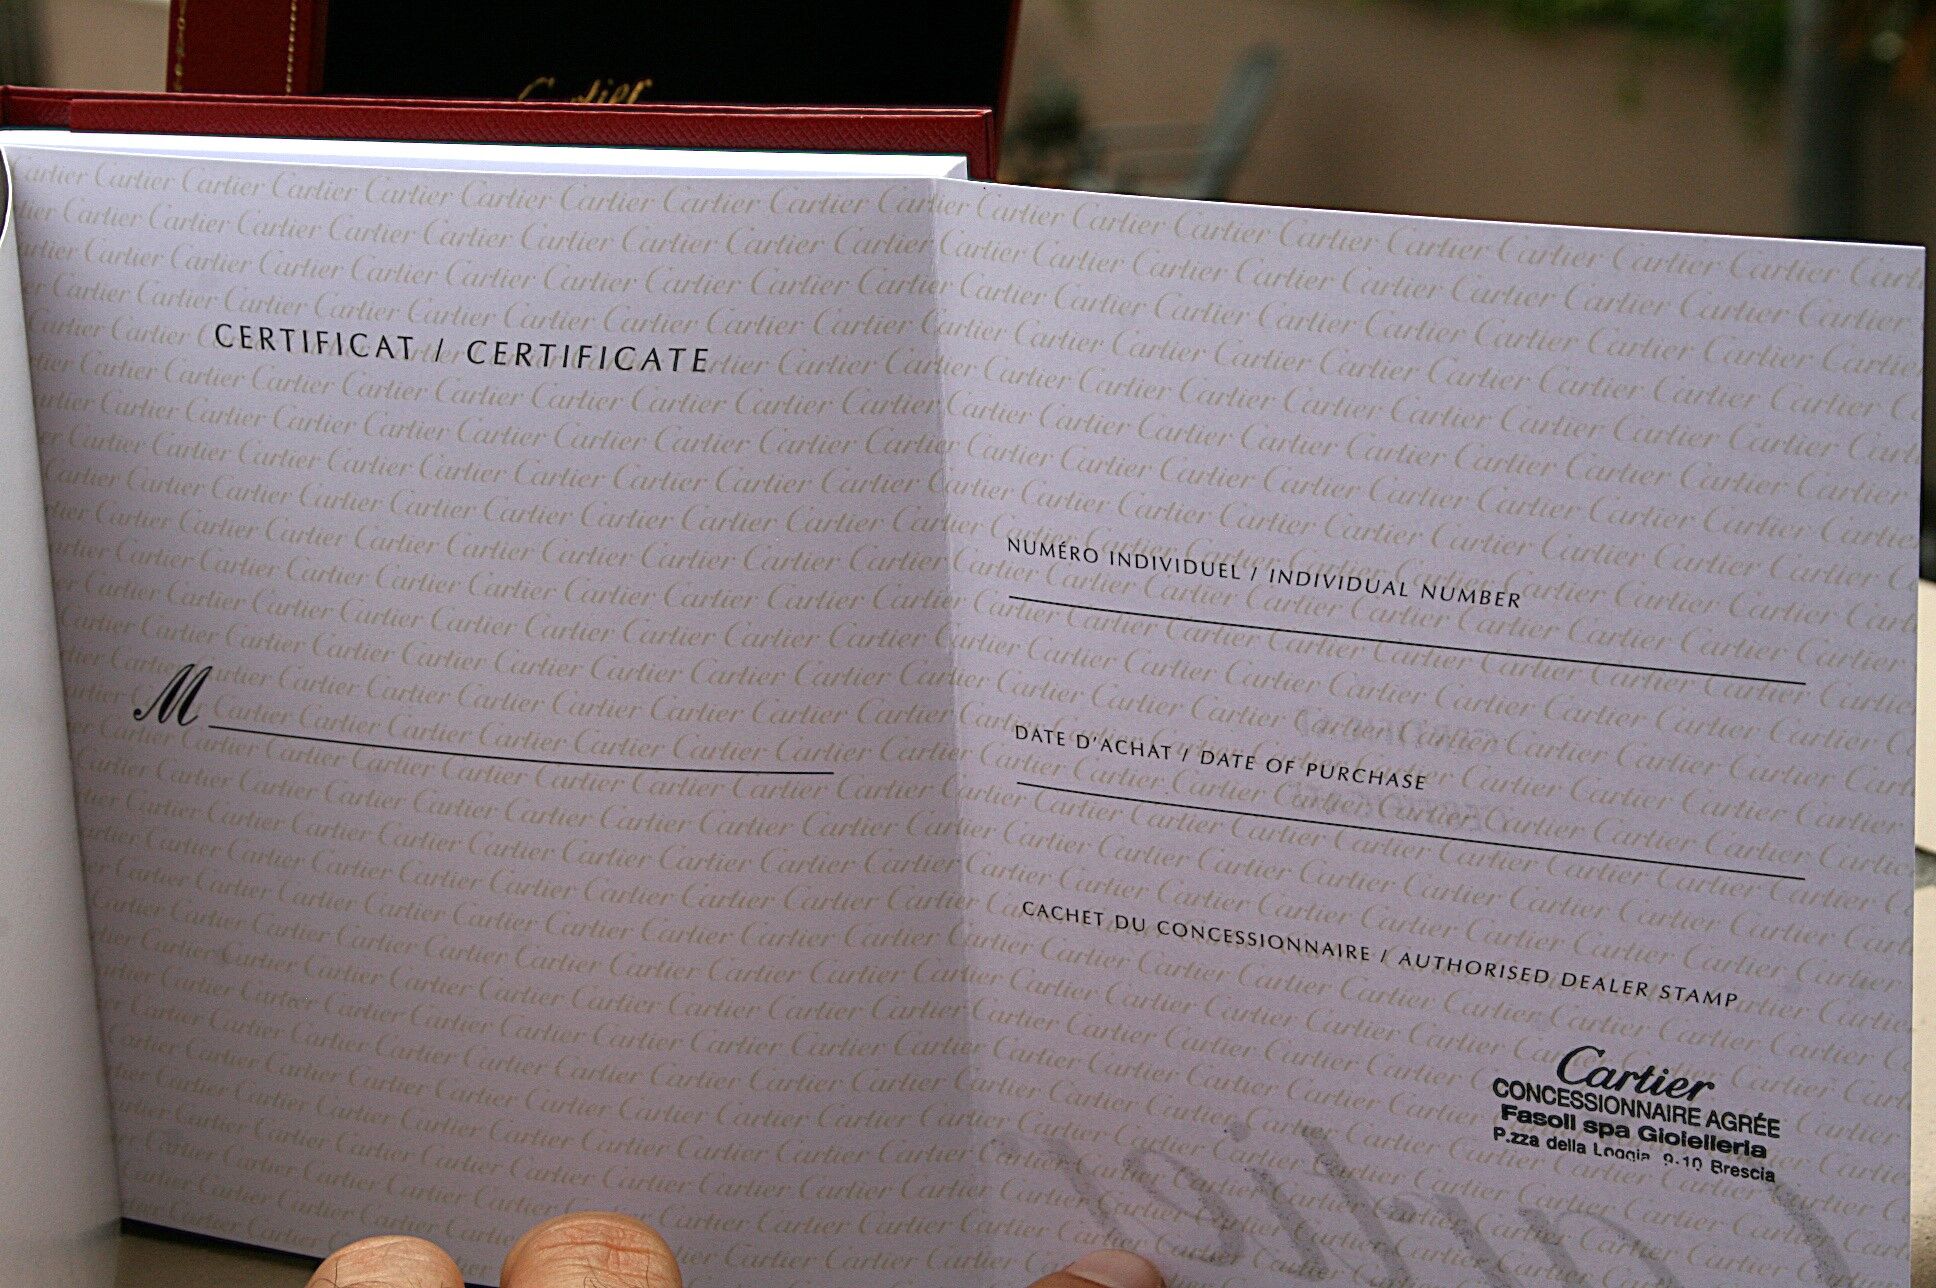 Cartier
CERTIFICAT / CERTIFICATE
M
NUMÉRO INDIVIDUEL / INDIVIDUAL NUMBER
DATE D'ACHAT / DATE OF PURCHASE
CACHET DU CONCESSIONNAIRE / AUTHORISED DEALER STAMP
Cartier
CONCESSIONNAIRE AGRÉE
Fasoli spa Gioielleria
P.zza della Loggia 9-10 Brescia